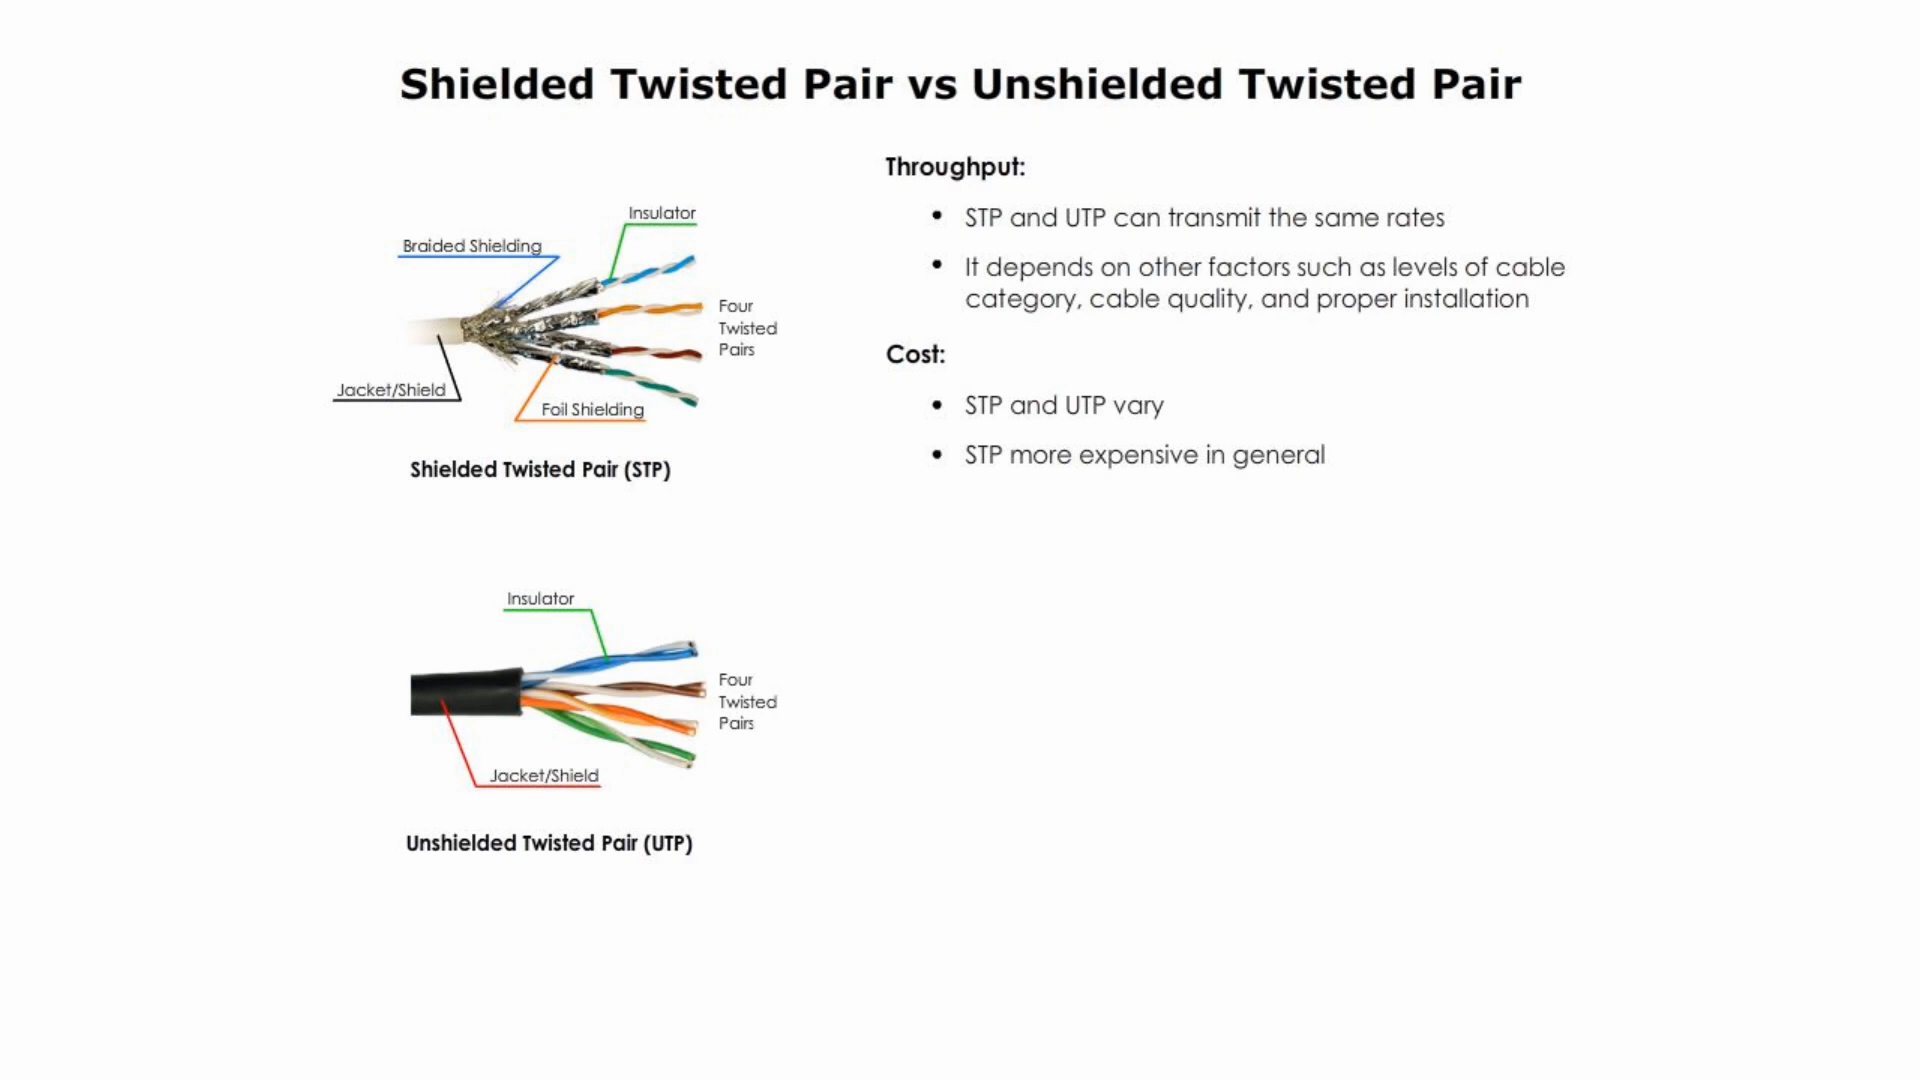 Shielded Twisted Pair vs Unshielded Twisted Pair
Insulator
Braided Shielding
Four
Twisted
Pairs
Jacket/Shield
Foil Shielding
Shielded Twisted Pair (STP)
Insulator
Four
Twisted
Pairs
Jacket/Shield
Unshielded Twisted Pair (UTP)
Throughput:
• STP and UTP can transmit the same rates
• It depends on other factors such as levels of cable
category, cable quality, and proper installation
Cost:
• STP and UTP vary
• STP more expensive in general